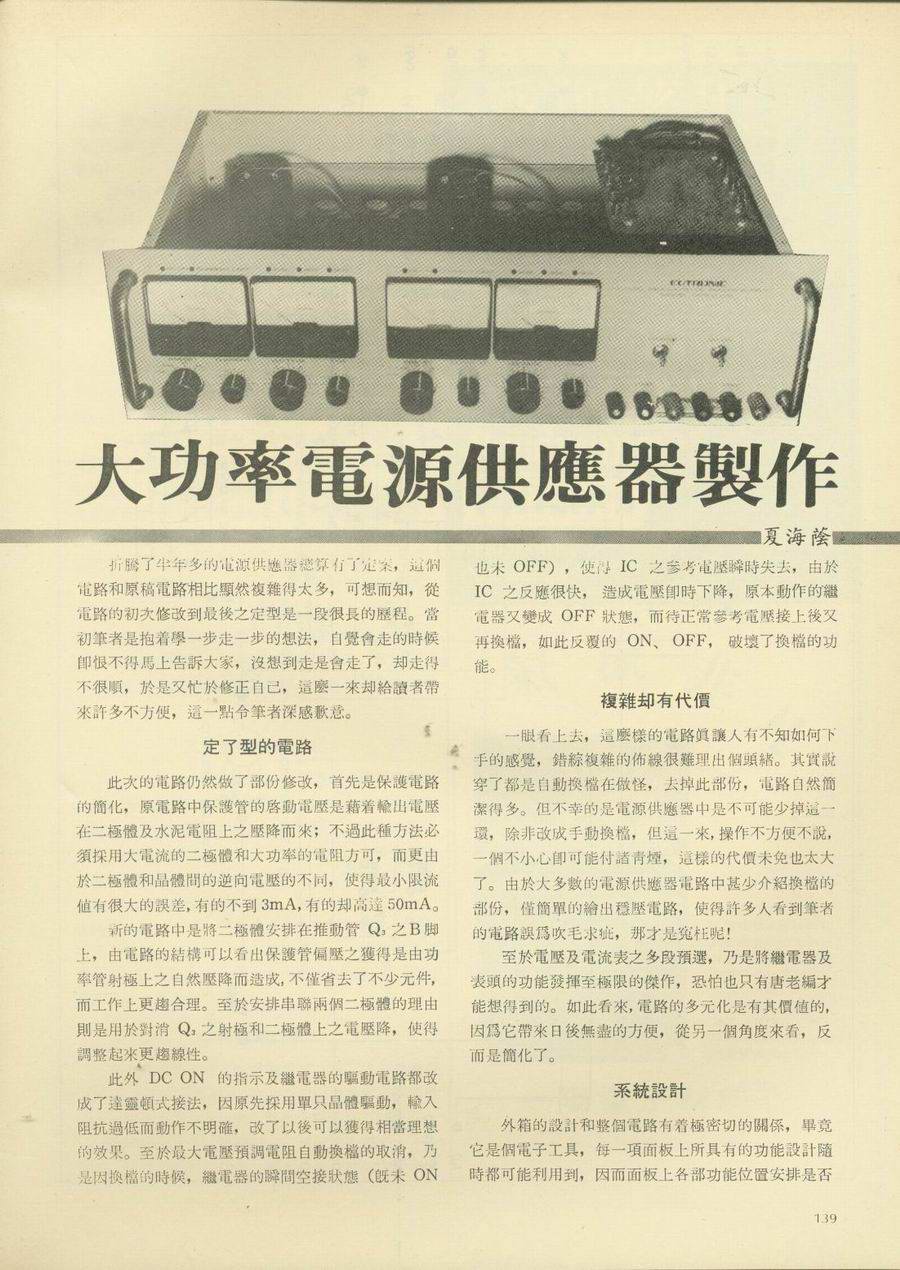 大功率電源供應器製作
夏海蔭
折騰了半年多的電源供應器總算有了定案，這個
電路和原稿電路相比顯然複雜得太多，可想而知，從
電路的初次修改到最後之定型是一段很長的歷程。當
初筆者是抱着學一步走一步的想法，自覺會走的時候
卽恨不得馬上告訴大家，沒想到走是會走了，却走得
不很順，於是又忙於修正自己，這麼一來却給讀者帶
來許多不方便，這一點令筆者深感歉意。
定了型的電路
此次的電路仍然做了部份修改，首先是保護電路
的簡化，原電路中保護管的啓動電壓是藉着輸出電壓
在二極體及水泥電阻上之壓降而來；不過此種方法必
須採用大電流的二極體和大功率的電阻方可，而更由
於二極體和晶體間的逆向電壓的不同，使得最小限流
值有很大的誤差，有的不到 3mA，有的却高達 50mA。
新的電路中是將二極體安排在推動管 Q₃ 之B脚
上，由電路的結構可以看出保護管偏壓之獲得是由功
率管射極上之自然壓降而造成，不僅省去了不少元件，
而工作上更趨合理。至於安排串聯兩個二極體的理由
則是用於對消 Q₃ 之射極和二極體上之電壓降，使得
調整起來更趨線性。
此外 DC ON 的指示及繼電器的驅動電路都改
成了達靈頓式接法，因原先採用單只晶體驅動，輸入
阻抗過低而動作不明確，改了以後可以獲得相當理想
的效果。至於最大電壓預調電阻自動換檔的取消，乃
是因換檔的時候，繼電器的瞬間空接狀態（旣未 ON
也未 OFF），使得 IC 之參考電壓瞬時失去，由於
IC 之反應很快，造成電壓卽時下降，原本動作的繼
電器又變成 OFF 狀態，而待正常參考電壓接上後又
再換檔，如此反覆的 ON、OFF，破壞了換檔的功
能。
複雜却有代價
一眼看上去，這麼樣的電路眞讓人有不知如何下
手的感覺，錯綜複雜的佈線很難理出個頭緒。其實說
穿了都是自動換檔在做怪，去掉此部份，電路自然簡
潔得多。但不幸的是電源供應器中是不可能少掉這一
環，除非改成手動換檔，但這一來，操作不方便不說，
一個不小心卽可能付諸靑煙，這樣的代價未免也太大
了。由於大多數的電源供應器電路中甚少介紹換檔的
部份，僅簡單的繪出穩壓電路，使得許多人看到筆者
的電路誤爲吹毛求疵，那才是寃枉呢！
至於電壓及電流表之多段預選，乃是將繼電器及
表頭的功能發揮至極限的傑作，恐怕也只有唐老編才
能想得到的。如此看來，電路的多元化是有其價値的，
因爲它帶來日後無盡的方便，從另一個角度來看，反
而是簡化了。
系統設計
外箱的設計和整個電路有着極密切的關係，畢竟
它是個電子工具，每一項面板上所具有的功能設計隨
時都可能利用到，因而面板上各部功能位置安排是否
139